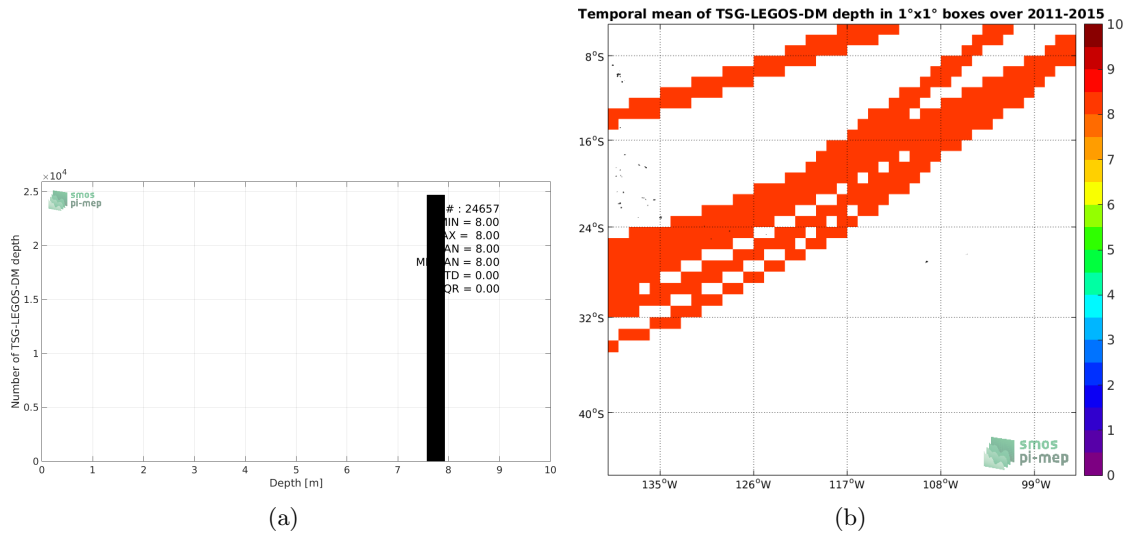 ×10⁴
2.5
2
1.5
1
0.5
0
Number of TSG-LEGOS-DM depth
smos
pi-mep
# : 24657
MIN = 8.00
AX = 8.00
AN = 8.00
M AN = 8.00
TD = 0.00
QR = 0.00
0 1 2 3 4 5 6 7 8 9 10
Depth [m]
(a)
Temporal mean of TSG-LEGOS-DM depth in 1°x1° boxes over 2011-2015
8°S
16°S
24°S
32°S
40°S
135°W 126°W 117°W 108°W 99°W
smos
pi-mep
10
9
8
7
6
5
4
3
2
1
0
(b)